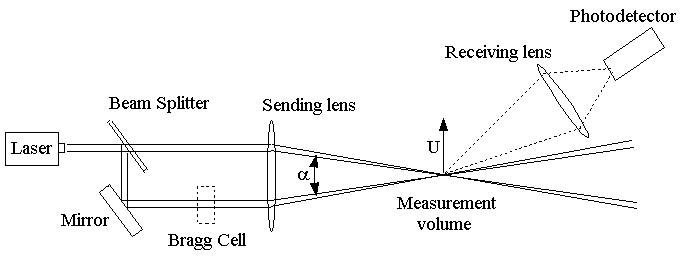 Photodetector
Receiving lens
Beam Splitter
Sending lens
Laser
U
α
Mirror
Bragg Cell
Measurement
volume